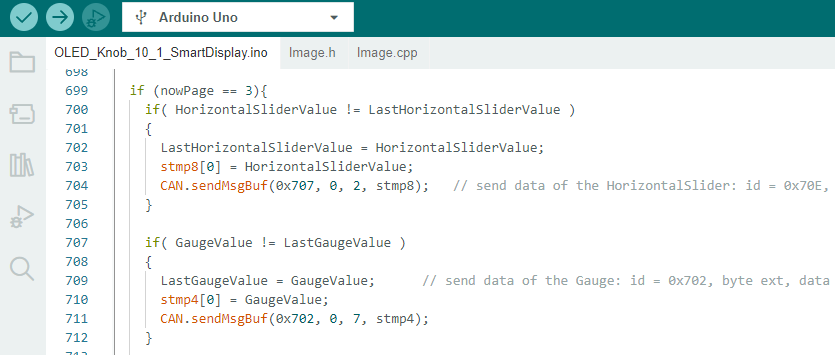 Arduino Uno
OLED_Knob_10_1_SmartDisplay.ino Image.h Image.cpp
698
699 if (nowPage == 3){
700 if( HorizontalSliderValue != LastHorizontalSliderValue )
701 {
702 LastHorizontalSliderValue = HorizontalSliderValue;
703 stmp8[0] = HorizontalSliderValue;
704 CAN.sendMsgBuf(0x707, 0, 2, stmp8); // send data of the HorizontalSlider: id = 0x70E,
705 }
706
707 if( GaugeValue != LastGaugeValue )
708 {
709 LastGaugeValue = GaugeValue; // send data of the Gauge: id = 0x702, byte ext, data
710 stmp4[0] = GaugeValue;
711 CAN.sendMsgBuf(0x702, 0, 7, stmp4);
712 }